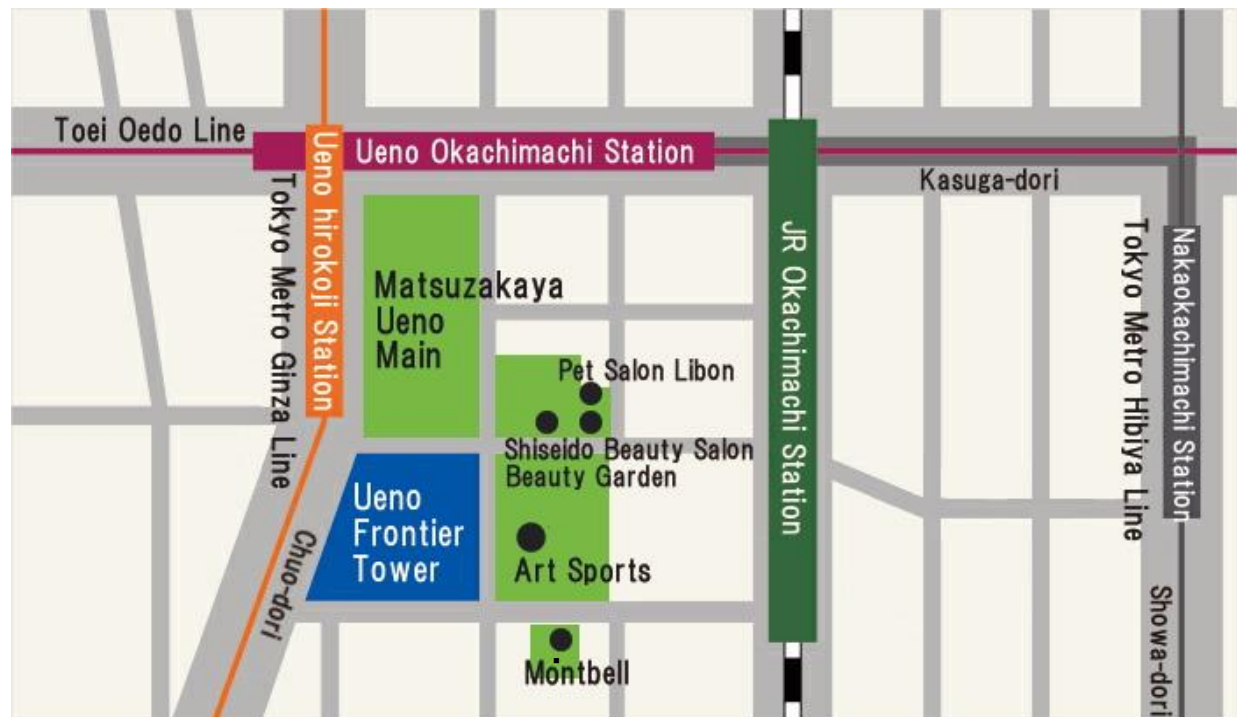 Toei Oedo Line
Ueno Okachimachi Station
Ueno hirokoji Station
Tokyo Metro Ginza Line
Kasuga-dori
JR Okachimachi Station
Tokyo Metro Hibiya Line
Nakaokachimachi Station
Matsuzakaya
Ueno
Main
Pet Salon Libon
Shiseido Beauty Salon
Beauty Garden
Ueno
Frontier
Tower
Chuo-dori
Art Sports
Showa-dori
Montbell